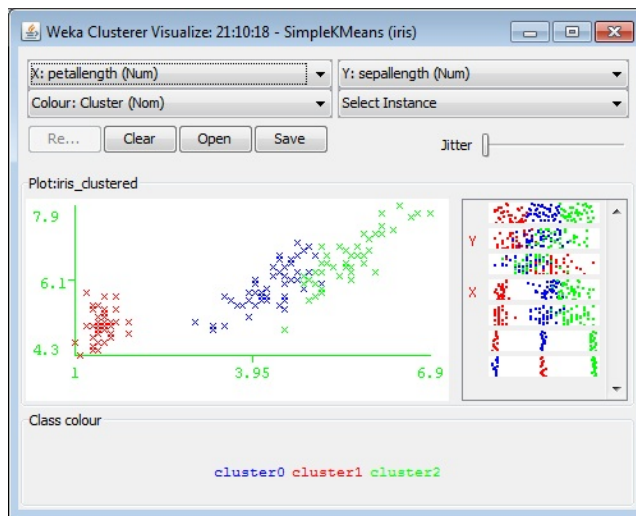 Weka Clusterer Visualize: 21:10:18 - SimpleKMeans (iris)
X: petallength (Num)
Y: sepallength (Num)
Colour: Cluster (Nom)
Select Instance
Re...
Clear
Open
Save
Jitter
Plot:iris_clustered
7.9
6.1
4.3
1
3.95
6.9
Y
X
Class colour
cluster0 cluster1 cluster2